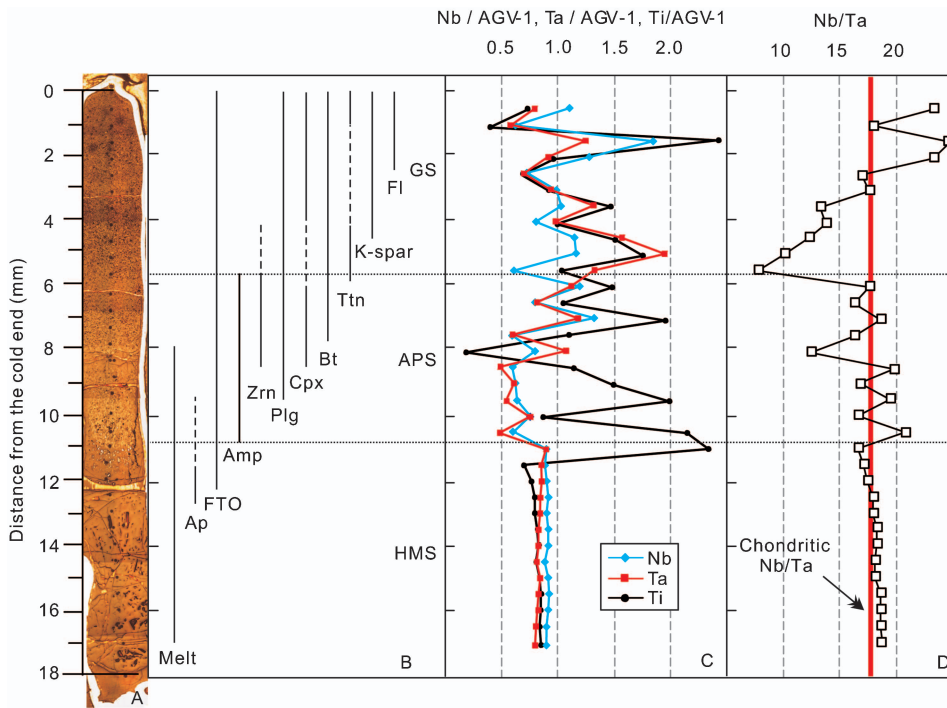 Nb / AGV-1, Ta / AGV-1, Ti/AGV-1
Nb/Ta
0.5 1.0 1.5 2.0
10 15 20
Distance from the cold end (mm)
0
2
4
6
8
10
12
14
16
18
GS
Fl
K-spar
Ttn
APS
Bt
Zrn
Cpx
Plg
Amp
FTO
Ap
HMS
Melt
Nb
Ta
Ti
Chondritic
Nb/Ta
A
B
C
D